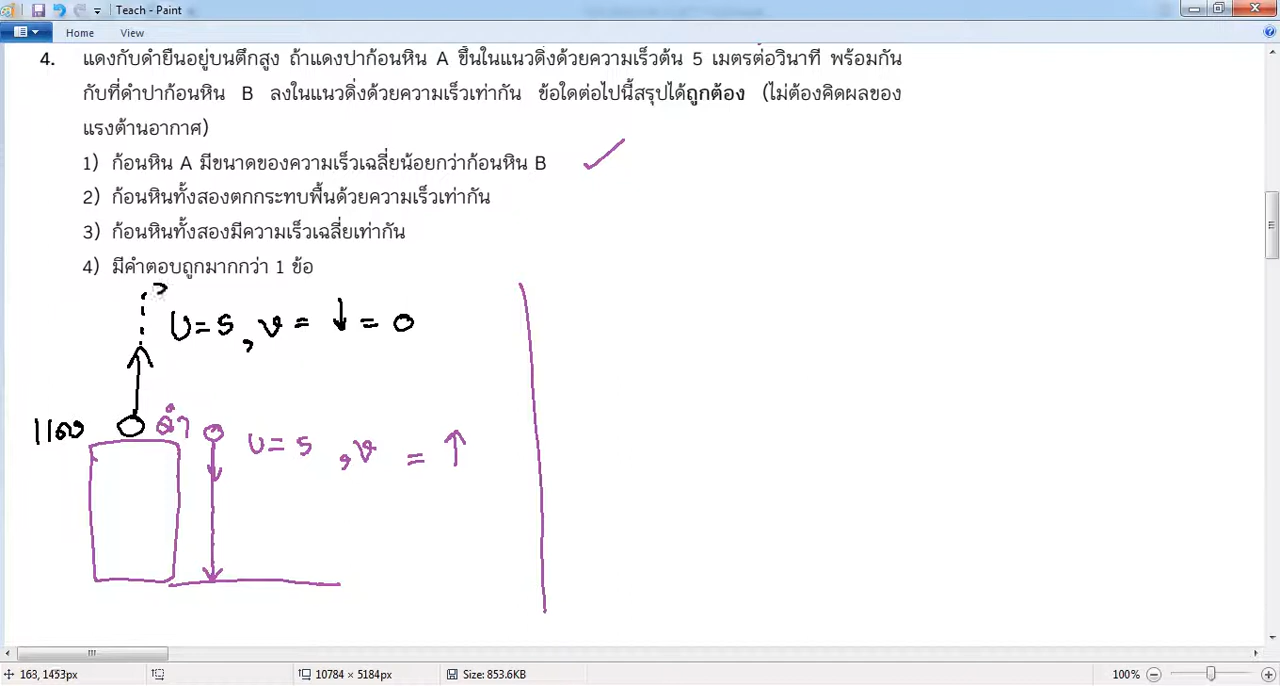 Teach - Paint
Home View
4. แดงกับดำยืนอยู่บนตึกสูง ถ้าแดงปาก้อนหิน A ขึ้นในแนวดิ่งด้วยความเร็วต้น 5 เมตรต่อวินาที พร้อมกัน
กับที่ดำปาก้อนหิน B ลงในแนวดิ่งด้วยความเร็วเท่ากัน ข้อใดต่อไปนี้สรุปได้ถูกต้อง (ไม่ต้องคิดผลของ
แรงต้านอากาศ)
1) ก้อนหิน A มีขนาดของความเร็วเฉลี่ยน้อยกว่าก้อนหิน B
2) ก้อนหินทั้งสองตกกระทบพื้นด้วยความเร็วเท่ากัน
3) ก้อนหินทั้งสองมีความเร็วเฉลี่ยเท่ากัน
4) มีคำตอบถูกมากกว่า 1 ข้อ
U = 5 , v = ↓ = 0
แดง
ดำ
U = 5 , v = ↑
163, 1453px
10784 × 5184px
Size: 853.6KB
100%